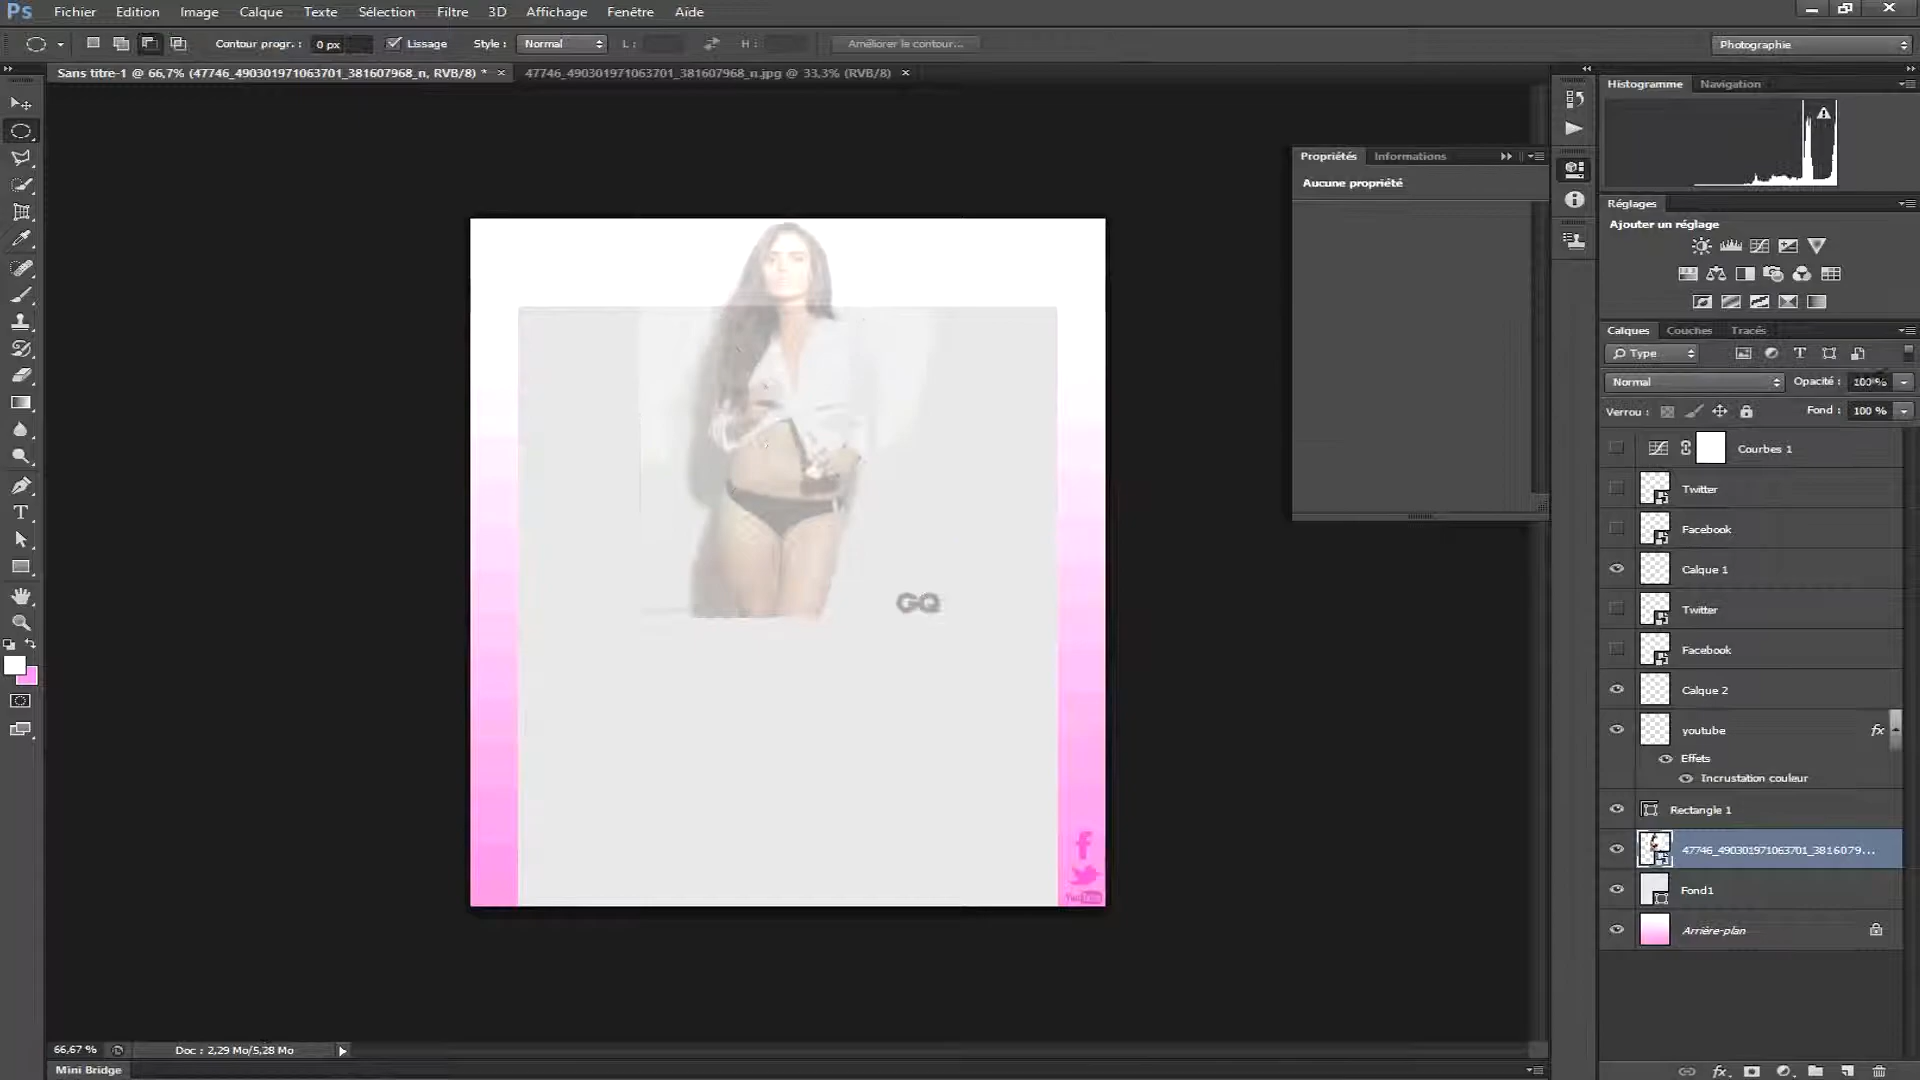 Ps Fichier Edition Image Calque Texte Sélection Filtre 3D Affichage Fenêtre Aide
Contour progr. : 0 px Lissage Style : Normal L : H : Améliorer le contour... Photographie
Sans titre-1 @ 66,7% (47746_490301971063701_381607968_n, RVB/8) * × 47746_490301971063701_381607968_n.jpg @ 33,3% (RVB/8) ×
Histogramme Navigation
Propriétés Informations
Aucune propriété
Réglages
Ajouter un réglage
Calques Couches Tracés
Type
Normal Opacité : 100 %
Verrou : Fond : 100 %
Courbes 1
Twitter
Facebook
Calque 1
Twitter
Facebook
Calque 2
youtube fx
Effets
Incrustation couleur
Rectangle 1
47746_490301971063701_3816079...
Fond1
Arrière-plan
GQ
f
YouTube
66,67 % Doc : 2,29 Mo/5,28 Mo
Mini Bridge
fx